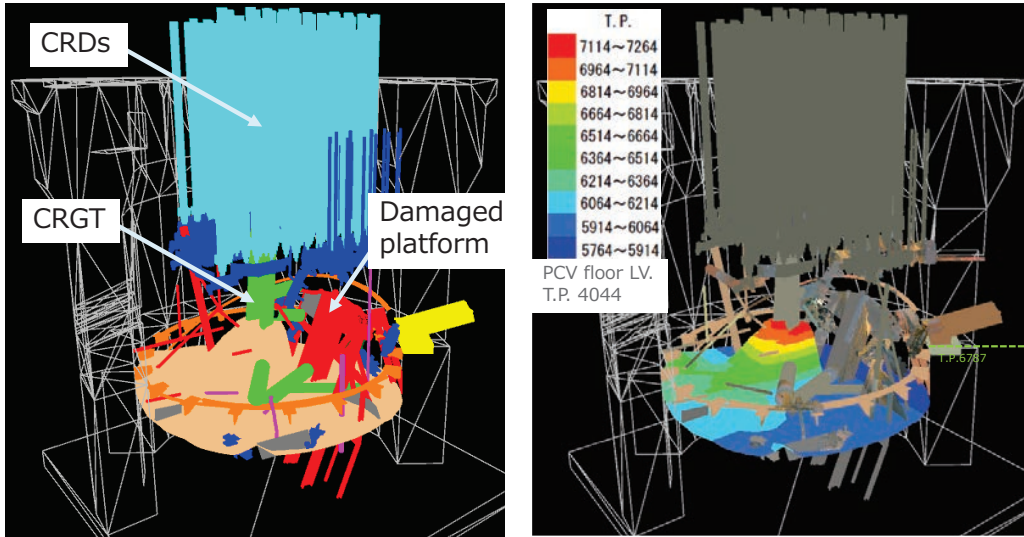 CRDs
CRGT
Damaged
platform
T. P.
7114~7264
6964~7114
6814~6964
6664~6814
6514~6664
6364~6514
6214~6364
6064~6214
5914~6064
5764~5914
PCV floor LV.
T.P. 4044
T.P.6787